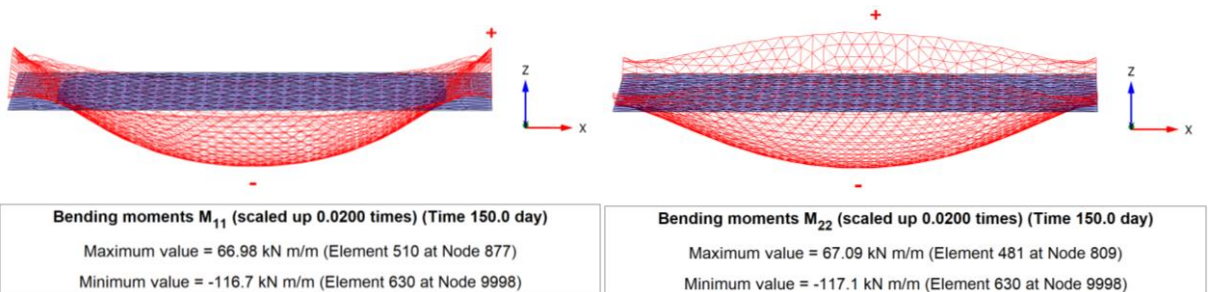 +
Z
X
-
Bending moments M11 (scaled up 0.0200 times) (Time 150.0 day)
Maximum value = 66.98 kN m/m (Element 510 at Node 877)
Minimum value = -116.7 kN m/m (Element 630 at Node 9998)
+
Z
X
-
Bending moments M22 (scaled up 0.0200 times) (Time 150.0 day)
Maximum value = 67.09 kN m/m (Element 481 at Node 809)
Minimum value = -117.1 kN m/m (Element 630 at Node 9998)